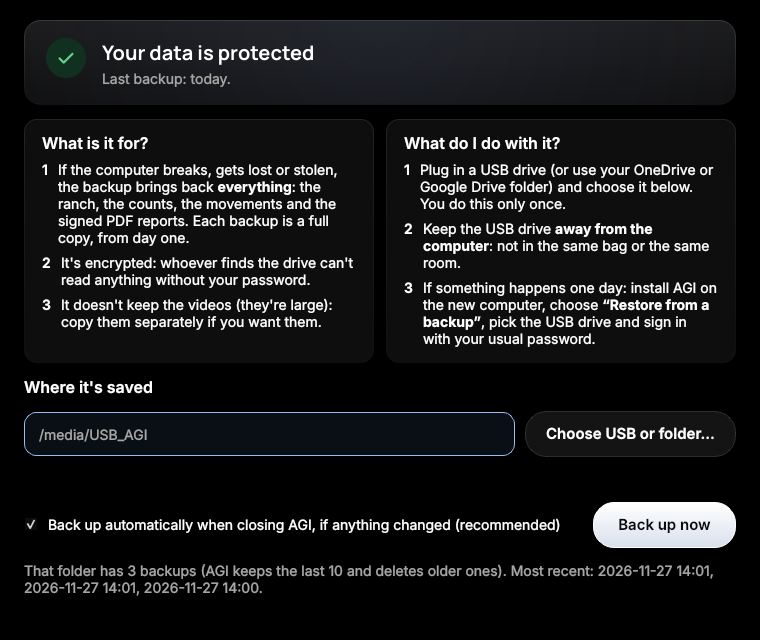 Your data is protected
Last backup: today.
What is it for?
1 If the computer breaks, gets lost or stolen,
the backup brings back everything: the
ranch, the counts, the movements and the
signed PDF reports. Each backup is a full
copy, from day one.
2 It's encrypted: whoever finds the drive can't
read anything without your password.
3 It doesn't keep the videos (they're large):
copy them separately if you want them.
What do I do with it?
1 Plug in a USB drive (or use your OneDrive or
Google Drive folder) and choose it below.
You do this only once.
2 Keep the USB drive away from the
computer: not in the same bag or the same
room.
3 If something happens one day: install AGI on
the new computer, choose “Restore from a
backup”, pick the USB drive and sign in
with your usual password.
Where it's saved
/media/USB_AGI
Choose USB or folder...
Back up automatically when closing AGI, if anything changed (recommended)
Back up now
That folder has 3 backups (AGI keeps the last 10 and deletes older ones). Most recent: 2026-11-27 14:01,
2026-11-27 14:01, 2026-11-27 14:00.